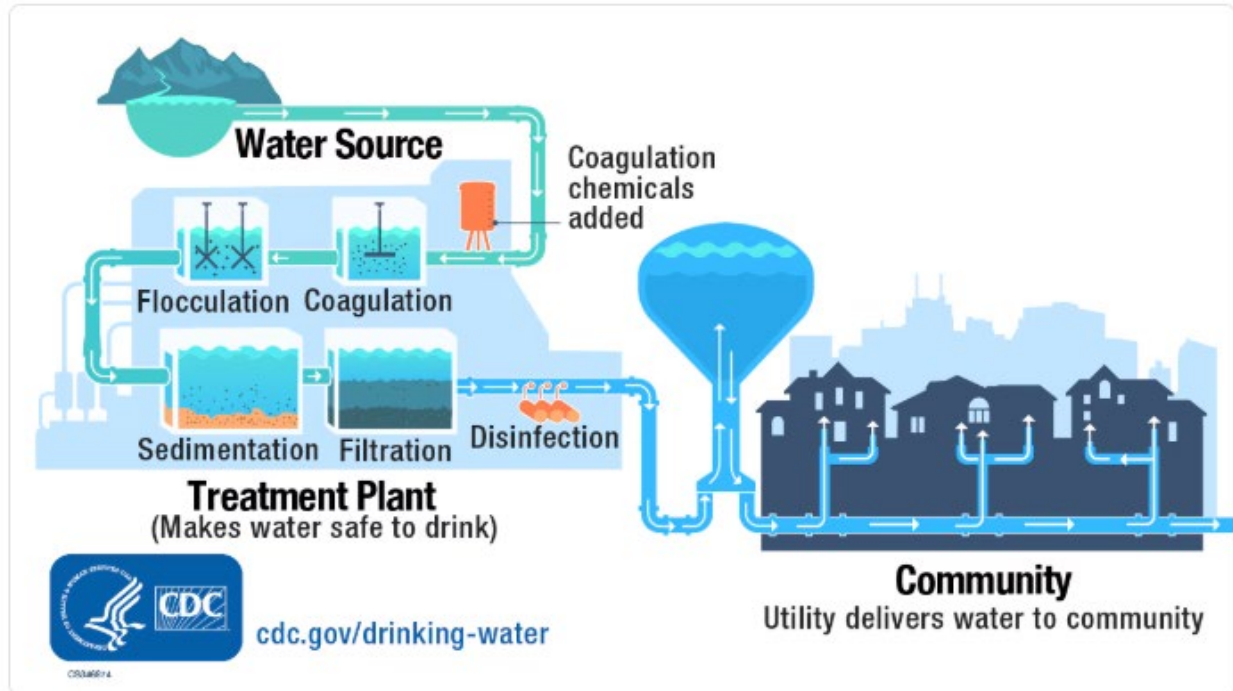 Water Source
Coagulation
chemicals
added
Flocculation
Coagulation
Sedimentation
Filtration
Disinfection
Treatment Plant
(Makes water safe to drink)
Community
Utility delivers water to community
CDC
cdc.gov/drinking-water